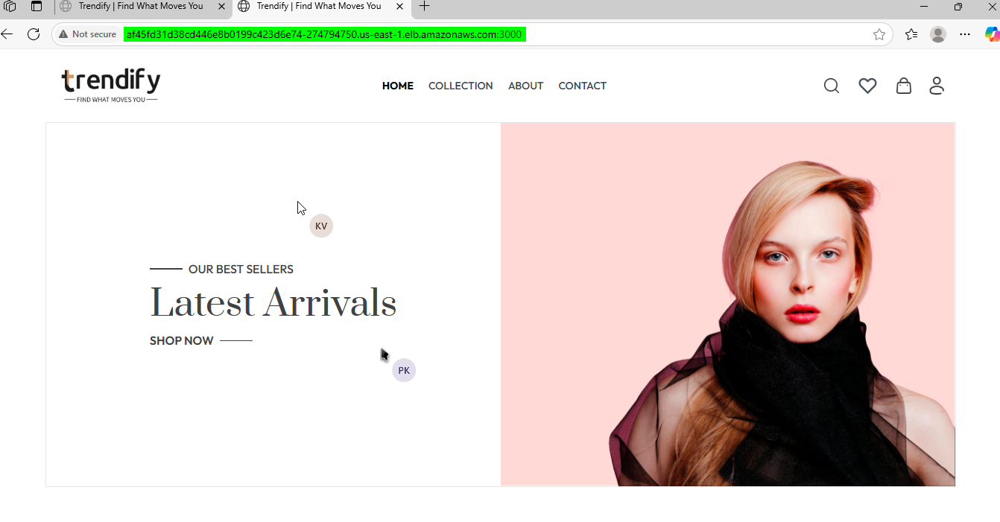 Trendify | Find What Moves You
Trendify | Find What Moves You
Not secure
af45fd31d38cd446e8b0199c423d6e74-274794750.us-east-1.elb.amazonaws.com:3000
trendify
FIND WHAT MOVES YOU
HOME COLLECTION ABOUT CONTACT
KV
OUR BEST SELLERS
Latest Arrivals
SHOP NOW
PK